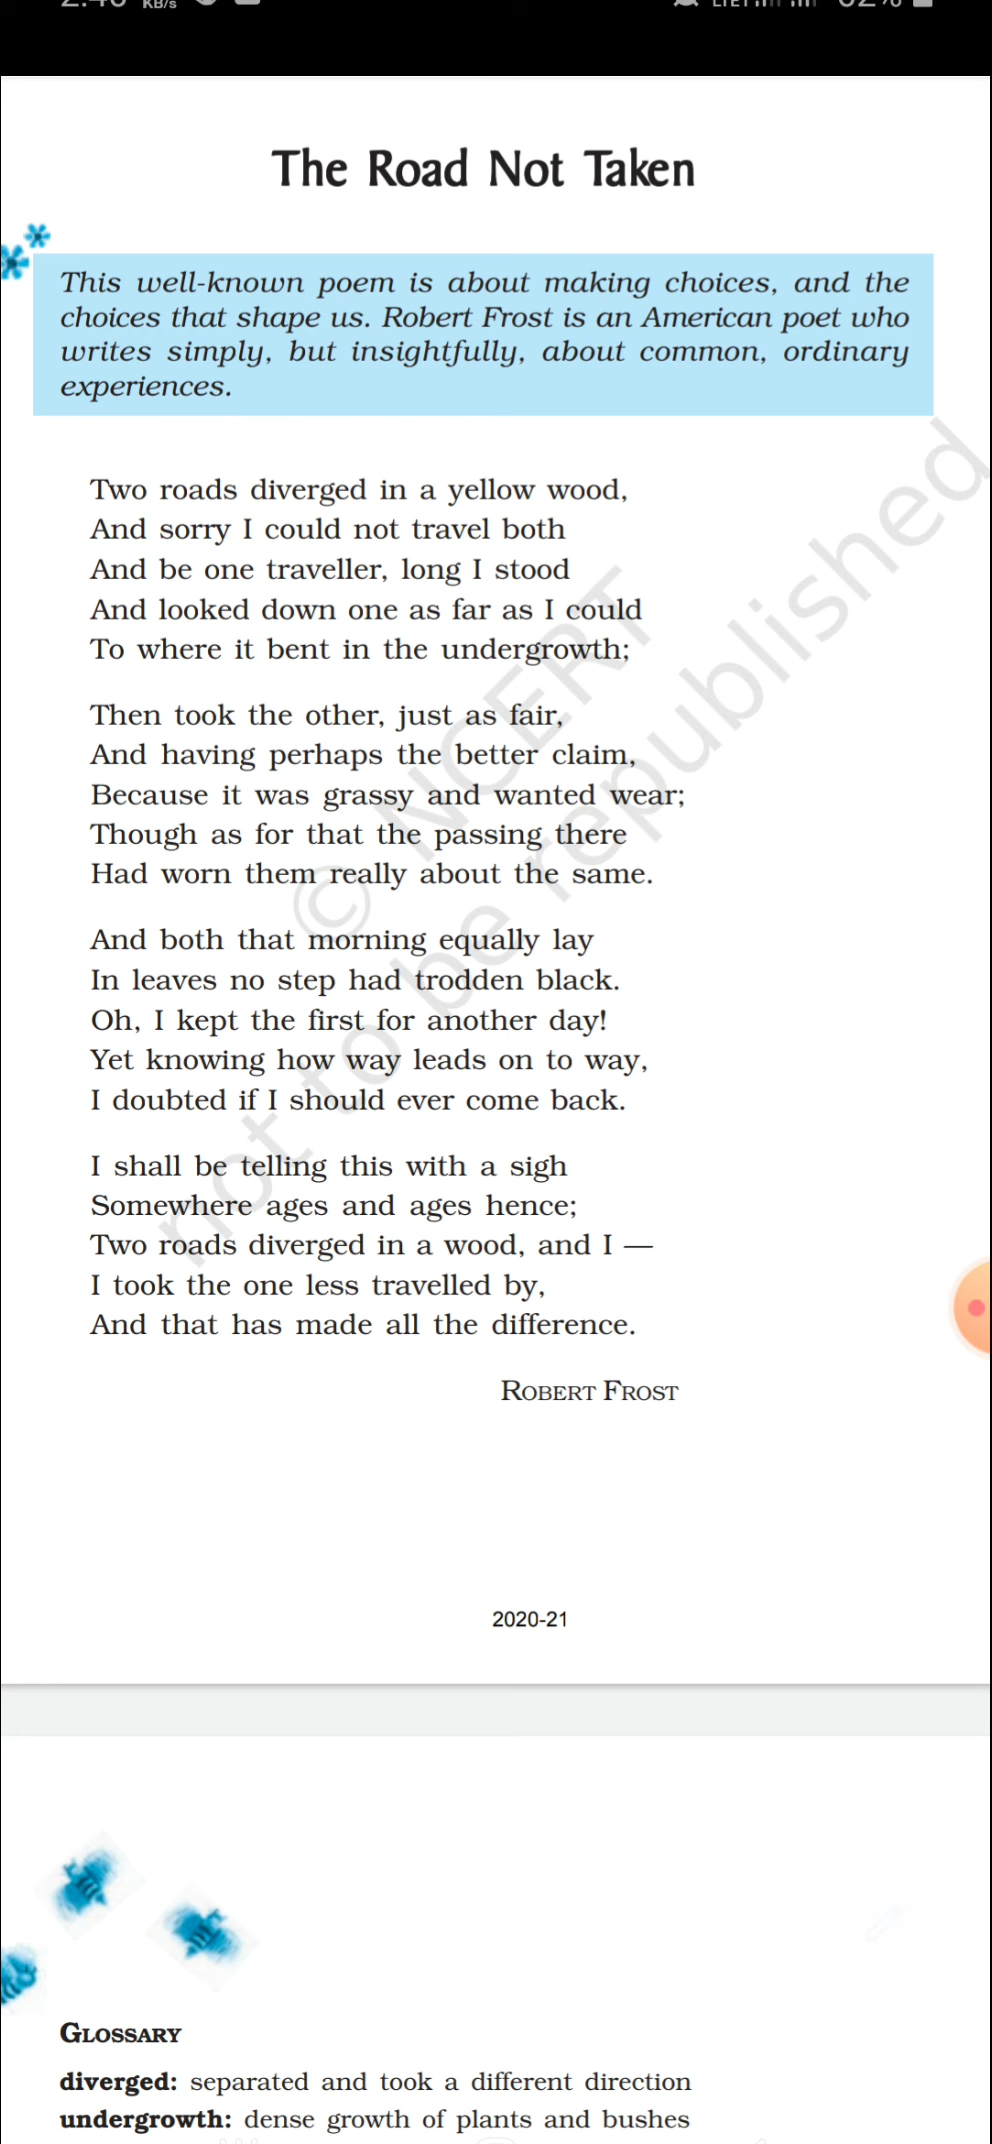 KB/s
The Road Not Taken
This well-known poem is about making choices, and the
choices that shape us. Robert Frost is an American poet who
writes simply, but insightfully, about common, ordinary
experiences.
Two roads diverged in a yellow wood,
And sorry I could not travel both
And be one traveller, long I stood
And looked down one as far as I could
To where it bent in the undergrowth;
Then took the other, just as fair,
And having perhaps the better claim,
Because it was grassy and wanted wear;
Though as for that the passing there
Had worn them really about the same.
And both that morning equally lay
In leaves no step had trodden black.
Oh, I kept the first for another day!
Yet knowing how way leads on to way,
I doubted if I should ever come back.
I shall be telling this with a sigh
Somewhere ages and ages hence;
Two roads diverged in a wood, and I —
I took the one less travelled by,
And that has made all the difference.
ROBERT FROST
© NCERT
not to be republished
2020-21
GLOSSARY
diverged: separated and took a different direction
undergrowth: dense growth of plants and bushes